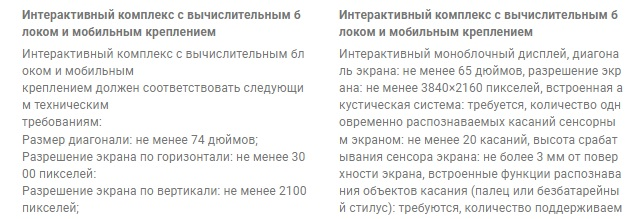 Интерактивный комплекс с вычислительным б
локом и мобильным креплением
Интерактивный комплекс с вычислительным бл
оком и мобильным
креплением должен соответствовать следующи
м техническим
требованиям:
Размер диагонали: не менее 74 дюймов;
Разрешение экрана по горизонтали: не менее 30
00 пикселей:
Разрешение экрана по вертикали: не менее 2100
пикселей;
Интерактивный комплекс с вычислительным б
локом и мобильным креплением
Интерактивный моноблочный дисплей, диагона
ль экрана: не менее 65 дюймов, разрешение экр
ана: не менее 3840×2160 пикселей, встроенная а
кустическая система: требуется, количество одн
овременно распознаваемых касаний сенсорны
м экраном: не менее 20 касаний, высота срабат
ывания сенсора экрана: не более 3 мм от повер
хности экрана, встроенные функции распознава
ния объектов касания (палец или безбатарейны
й стилус): требуются, количество поддерживаем